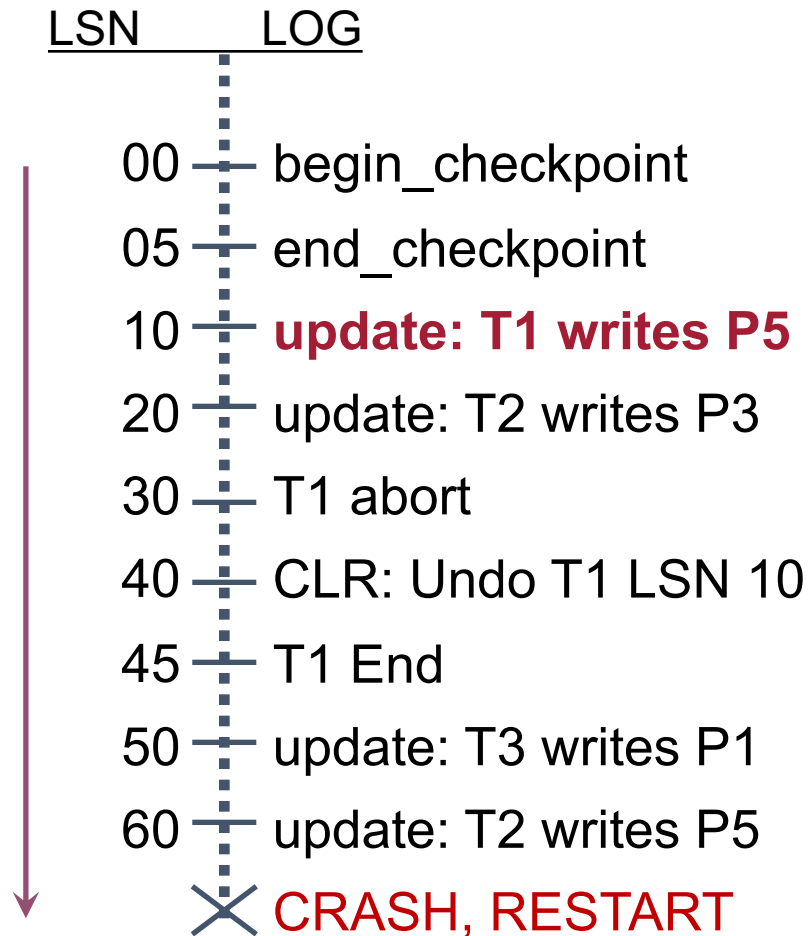 LSN LOG
00 begin_checkpoint
05 end_checkpoint
10 update: T1 writes P5
20 update: T2 writes P3
30 T1 abort
40 CLR: Undo T1 LSN 10
45 T1 End
50 update: T3 writes P1
60 update: T2 writes P5
CRASH, RESTART